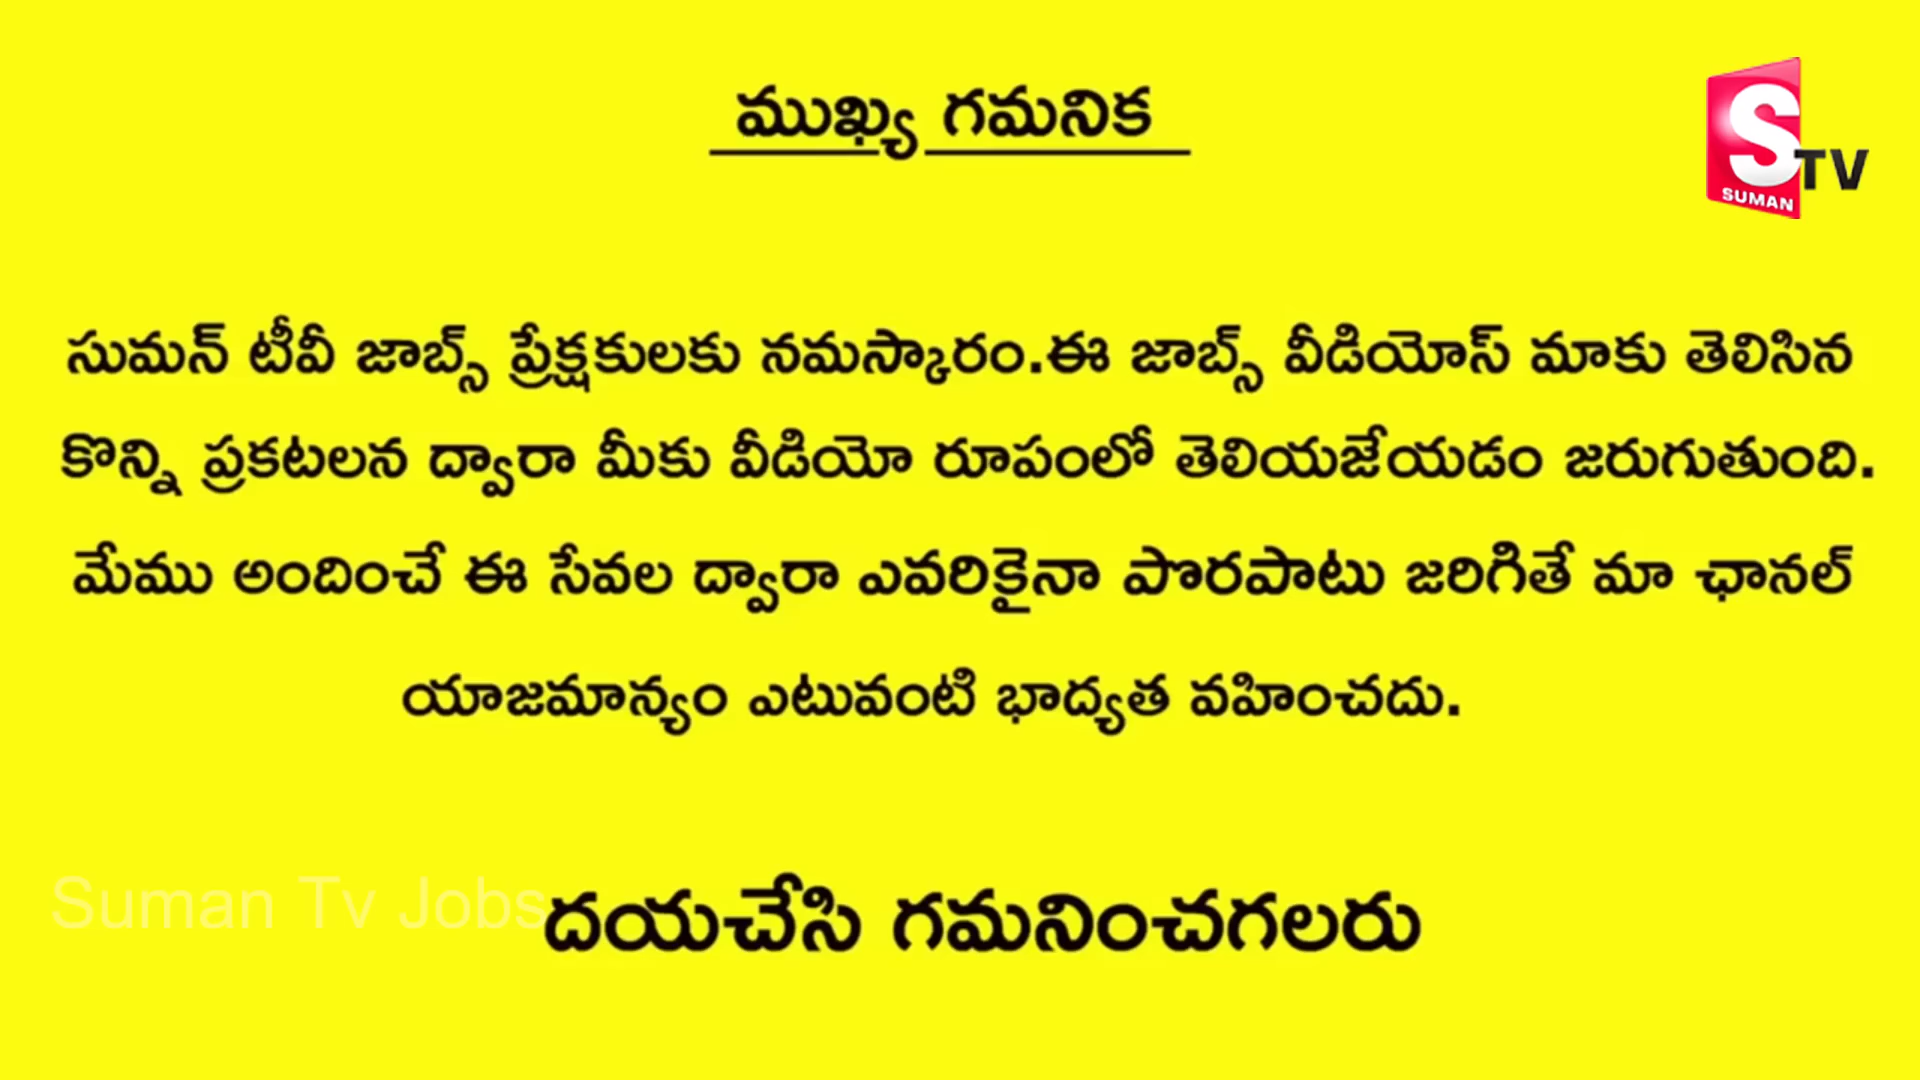 ముఖ్య గమనిక
S TV
SUMAN
సుమన్ టీవీ జాబ్స్ ప్రేక్షకులకు నమస్కారం.ఈ జాబ్స్ వీడియోస్ మాకు తెలిసిన
కొన్ని ప్రకటలన ద్వారా మీకు వీడియో రూపంలో తెలియజేయడం జరుగుతుంది.
మేము అందించే ఈ సేవల ద్వారా ఎవరికైనా పొరపాటు జరిగితే మా ఛానల్
యాజమాన్యం ఎటువంటి భాద్యత వహించదు.
Suman Tv Jobs
దయచేసి గమనించగలరు